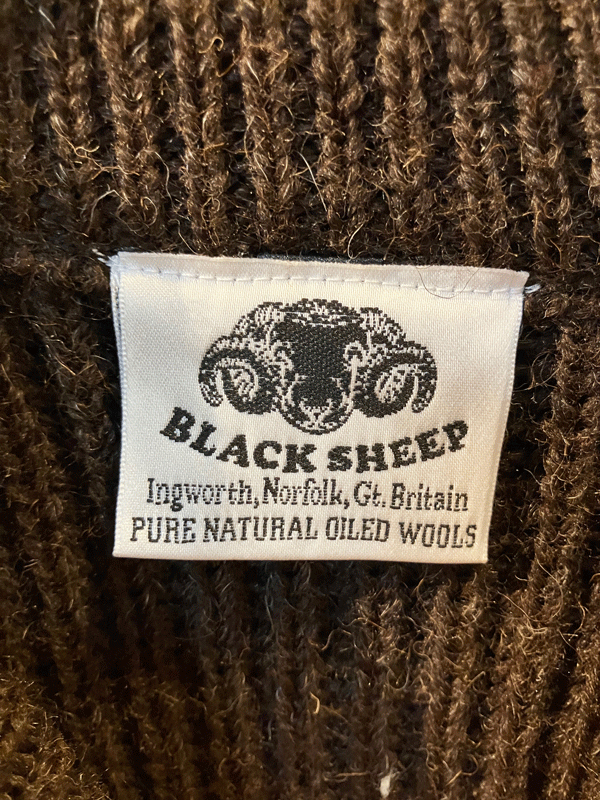 BLACK SHEEP
Ingworth, Norfolk, Gt. Britain
PURE NATURAL OILED WOOLS